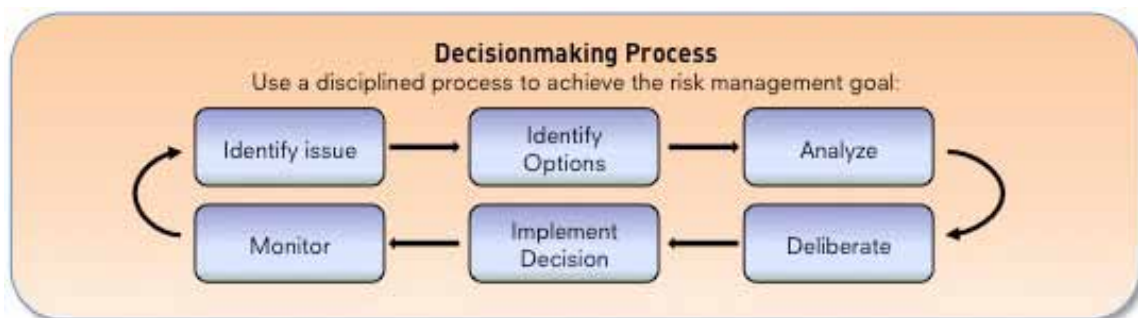 Decisionmaking Process
Use a disciplined process to achieve the risk management goal:
Identify issue
Identify
Options
Analyze
Deliberate
Implement
Decision
Monitor